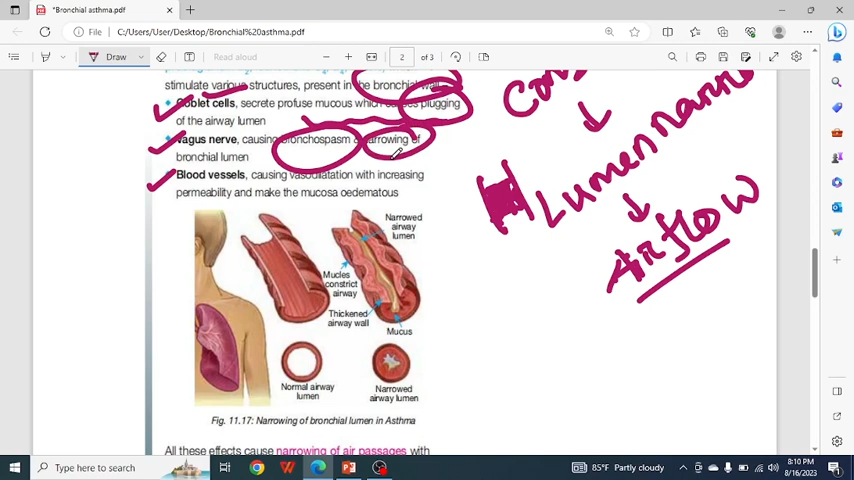 *Bronchial asthma.pdf
File
C:/Users/User/Desktop/Bronchial%20asthma.pdf
Draw
Read aloud
2
of 3
stimulate various structures, present in the bronchial wall
Goblet cells, secrete profuse mucous which causes plugging
of the airway lumen
Vagus nerve, causing bronchospasm & narrowing of
bronchial lumen
Blood vessels, causing vasodilatation with increasing
permeability and make the mucosa oedematous
Narrowed
airway
lumen
Mucles
constrict
airway
Thickened
airway wall
Mucus
Normal airway
lumen
Narrowed
airway lumen
Fig. 11.17: Narrowing of bronchial lumen in Asthma
All these effects cause narrowing of air passages with
Lumen
Airflow
Type here to search
85°F Partly cloudy
8:10 PM
8/16/2023